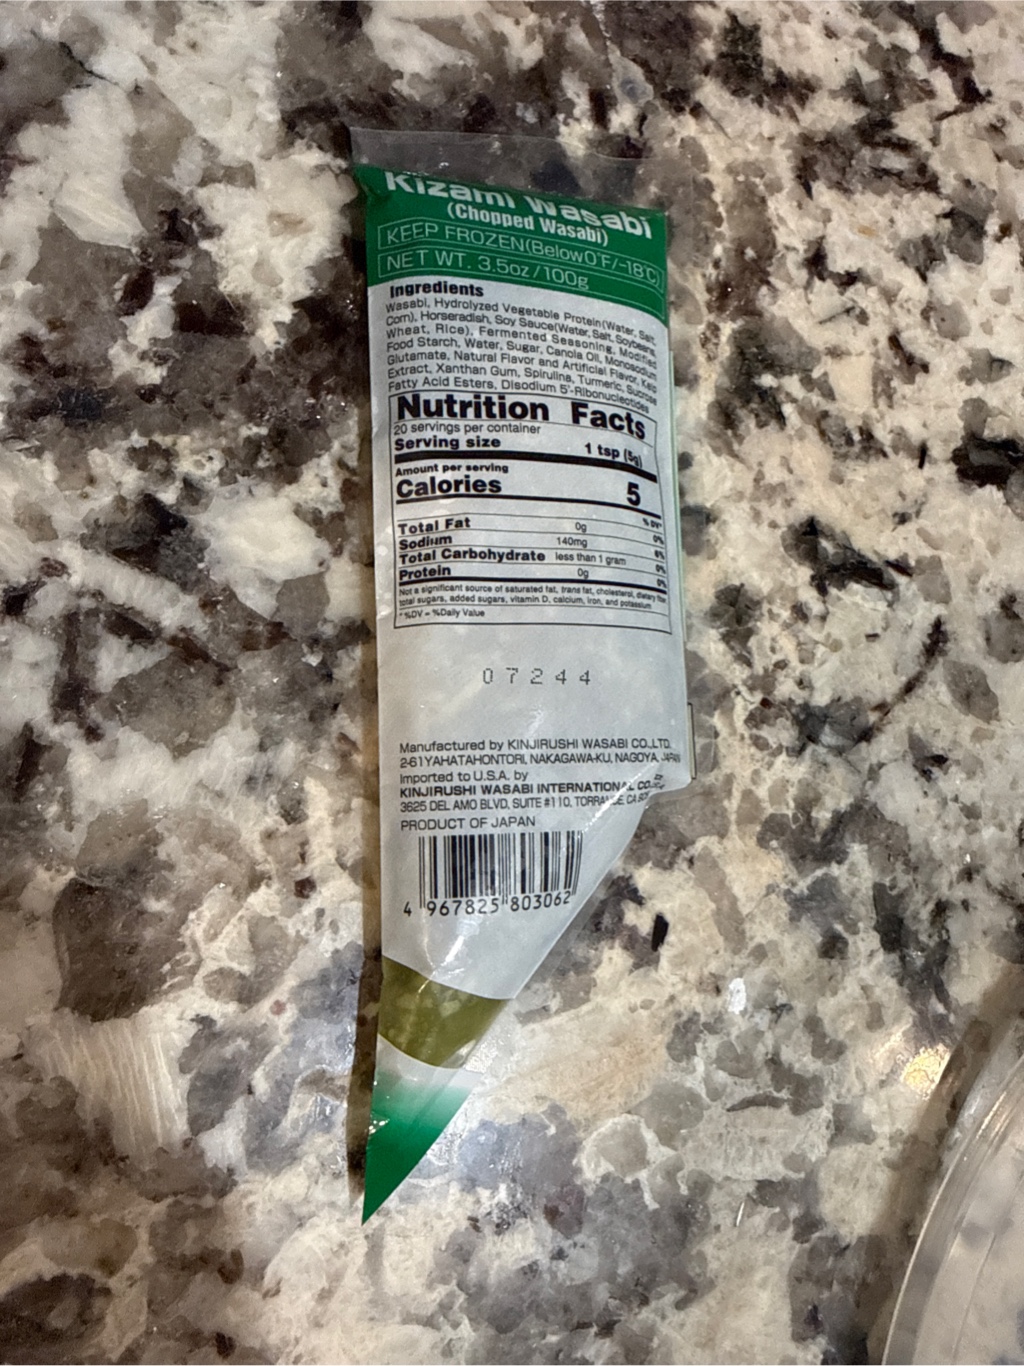 Kizami Wasabi
(Chopped Wasabi)
KEEP FROZEN(Below0°F/-18°C)
NET WT. 3.5oz/100g
Ingredients
Wasabi, Hydrolyzed Vegetable Protein(Water, Salt,
Corn), Horseradish, Soy Sauce(Water, Salt, Soybeans,
Wheat, Rice), Fermented Seasoning, Modified
Food Starch, Water, Sugar, Canola Oil, Monosodium
Glutamate, Natural Flavor and Artificial Flavor, Kelp
Extract, Xanthan Gum, Spirulina, Turmeric, Sucrose
Fatty Acid Esters, Disodium 5'-Ribonucleotides
Nutrition Facts
20 servings per container
Serving size 1 tsp (5g)
Amount per serving
Calories 5
% DV*
Total Fat 0g 0%
Sodium 140mg 6%
Total Carbohydrate less than 1 gram 0%
Protein 0g 0%
Not a significant source of saturated fat, trans fat, cholesterol, dietary fiber
total sugars, added sugars, vitamin D, calcium, iron, and potassium
*%DV = %Daily Value
07244
Manufactured by KINJIRUSHI WASABI CO.,LTD.
2-61YAHATAHONTORI, NAKAGAWA-KU, NAGOYA, JAPAN
Imported to U.S.A. by
KINJIRUSHI WASABI INTERNATIONAL CO.
3625 DEL AMO BLVD, SUITE #110, TORRANCE, CA
PRODUCT OF JAPAN
4 967825 803062